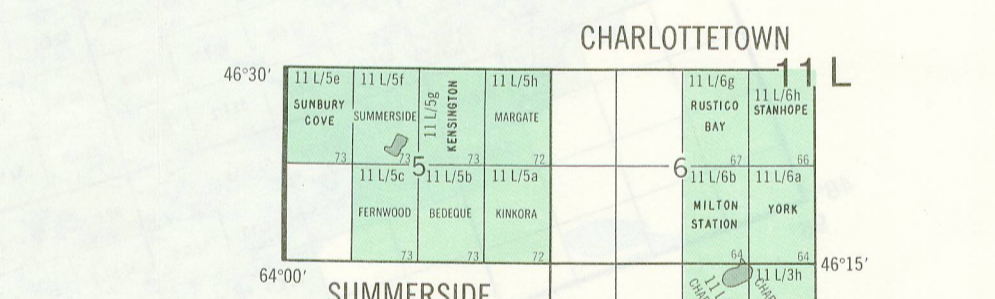 CHARLOTTETOWN
11 L
46°30'
11 L/5e
SUNBURY
COVE
73
11 L/5f
SUMMERSIDE
73
11 L/5g
KENSINGTON
73
11 L/5h
MARGATE
72
11 L/6g
RUSTICO
BAY
67
11 L/6h
STANHOPE
66
5
6
11 L/5c
FERNWOOD
73
11 L/5b
BEDEQUE
73
11 L/5a
KINKORA
72
11 L/6b
MILTON
STATION
64
11 L/6a
YORK
64
46°15'
64°00'
SUMMERSIDE
11 L/3h